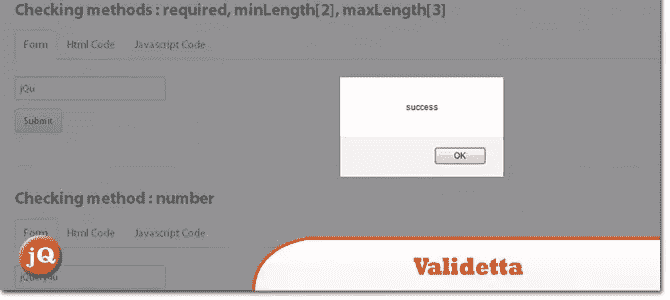 Checking methods : required, minLength[2], maxLength[3]
Form Html Code Javascript Code
jQu
Submit
success
OK
Checking method : number
Form Html Code Javascript Code
jQuery4u
jQ
Validetta